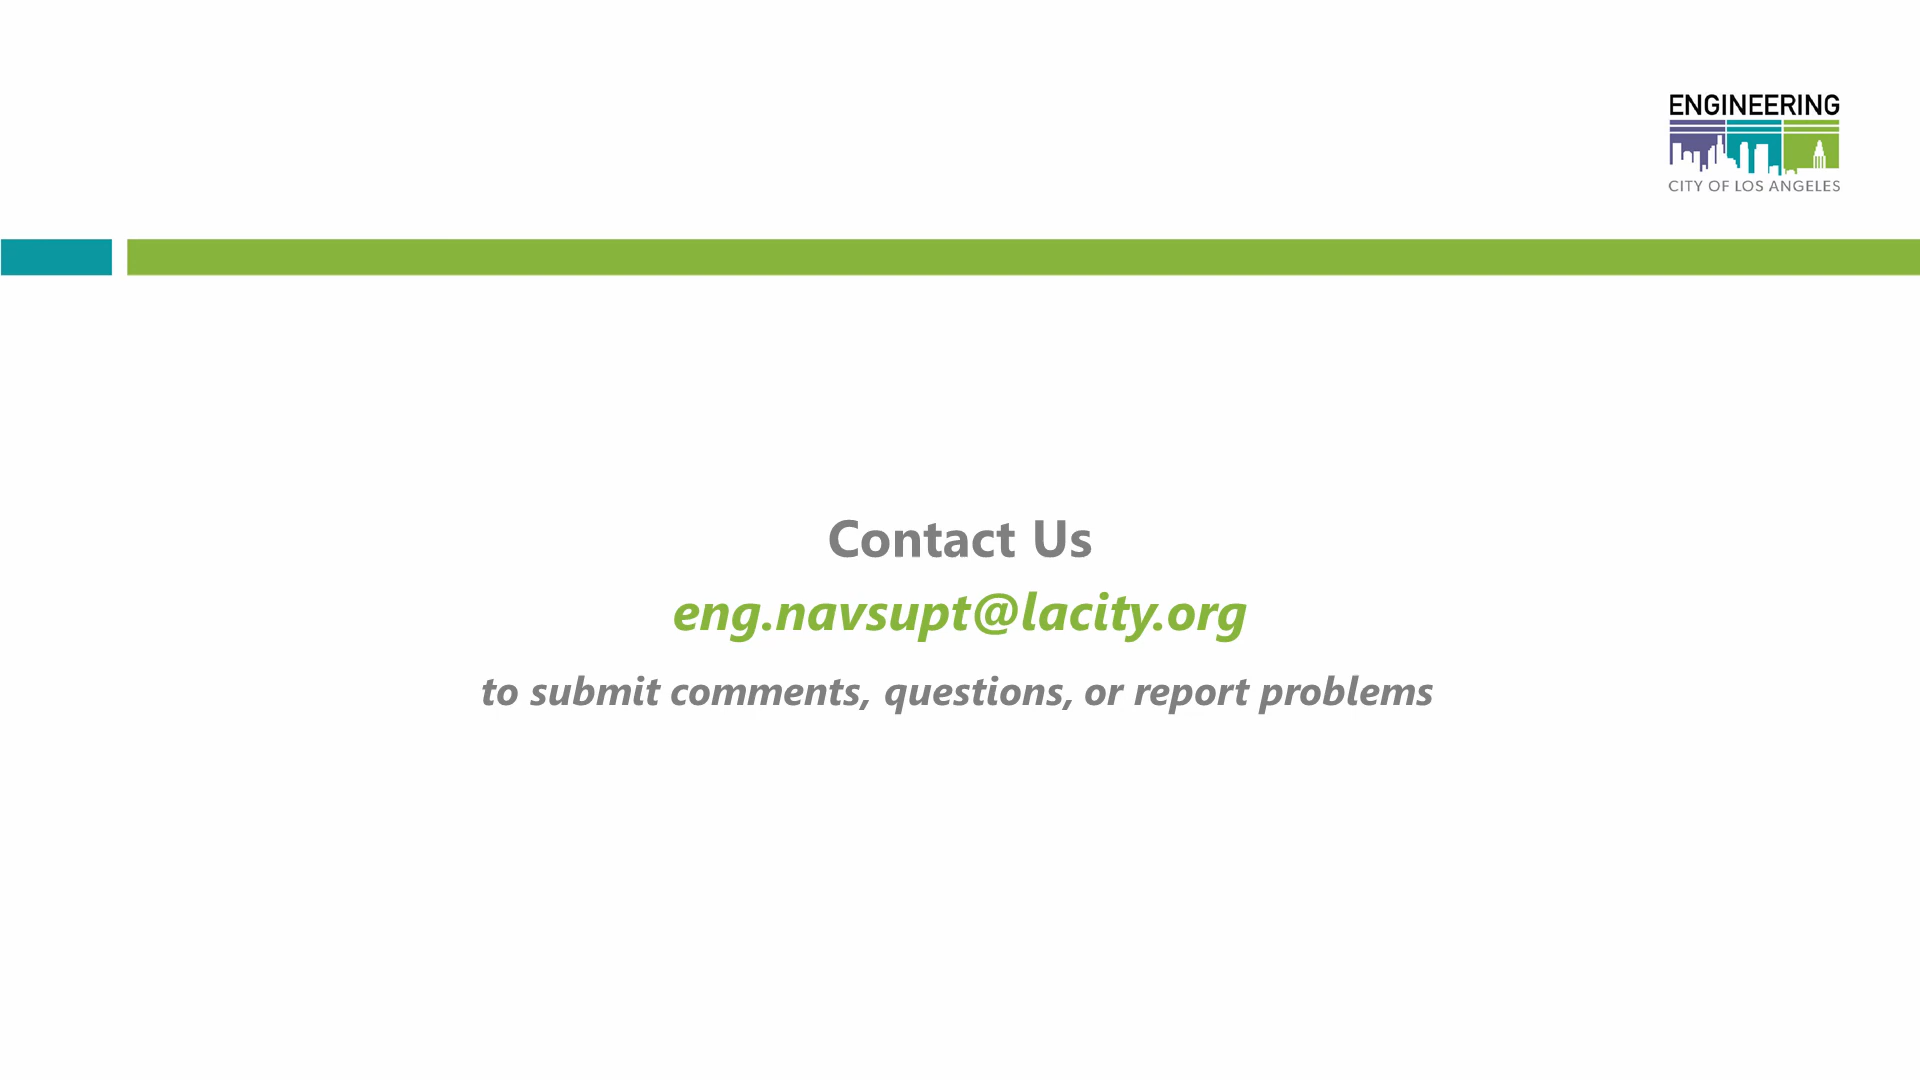 ENGINEERING
CITY OF LOS ANGELES
Contact Us
eng.navsupt@lacity.org
to submit comments, questions, or report problems